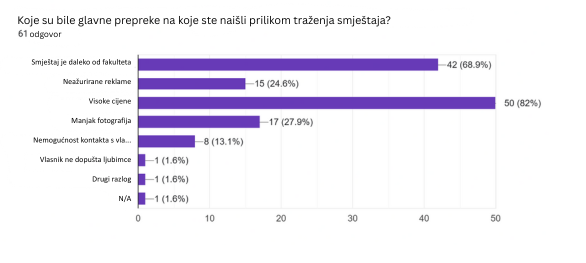 Koje su bile glavne prepreke na koje ste naišli prilikom traženja smještaja?
61 odgovor
Smještaj je daleko od fakulteta
42 (68.9%)
Neažurirane reklame
15 (24.6%)
Visoke cijene
50 (82%)
Manjak fotografija
17 (27.9%)
Nemogućnost kontakta s vla...
8 (13.1%)
Vlasnik ne dopušta ljubimce
1 (1.6%)
Drugi razlog
1 (1.6%)
N/A
1 (1.6%)
0 10 20 30 40 50